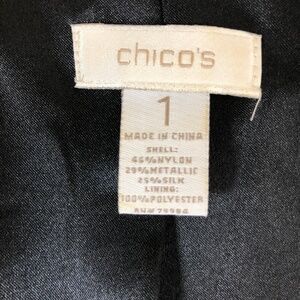 chico's
1
MADE IN CHINA
SHELL:
46%NYLON
29%METALLIC
25%SILK
LINING:
100%POLYESTER